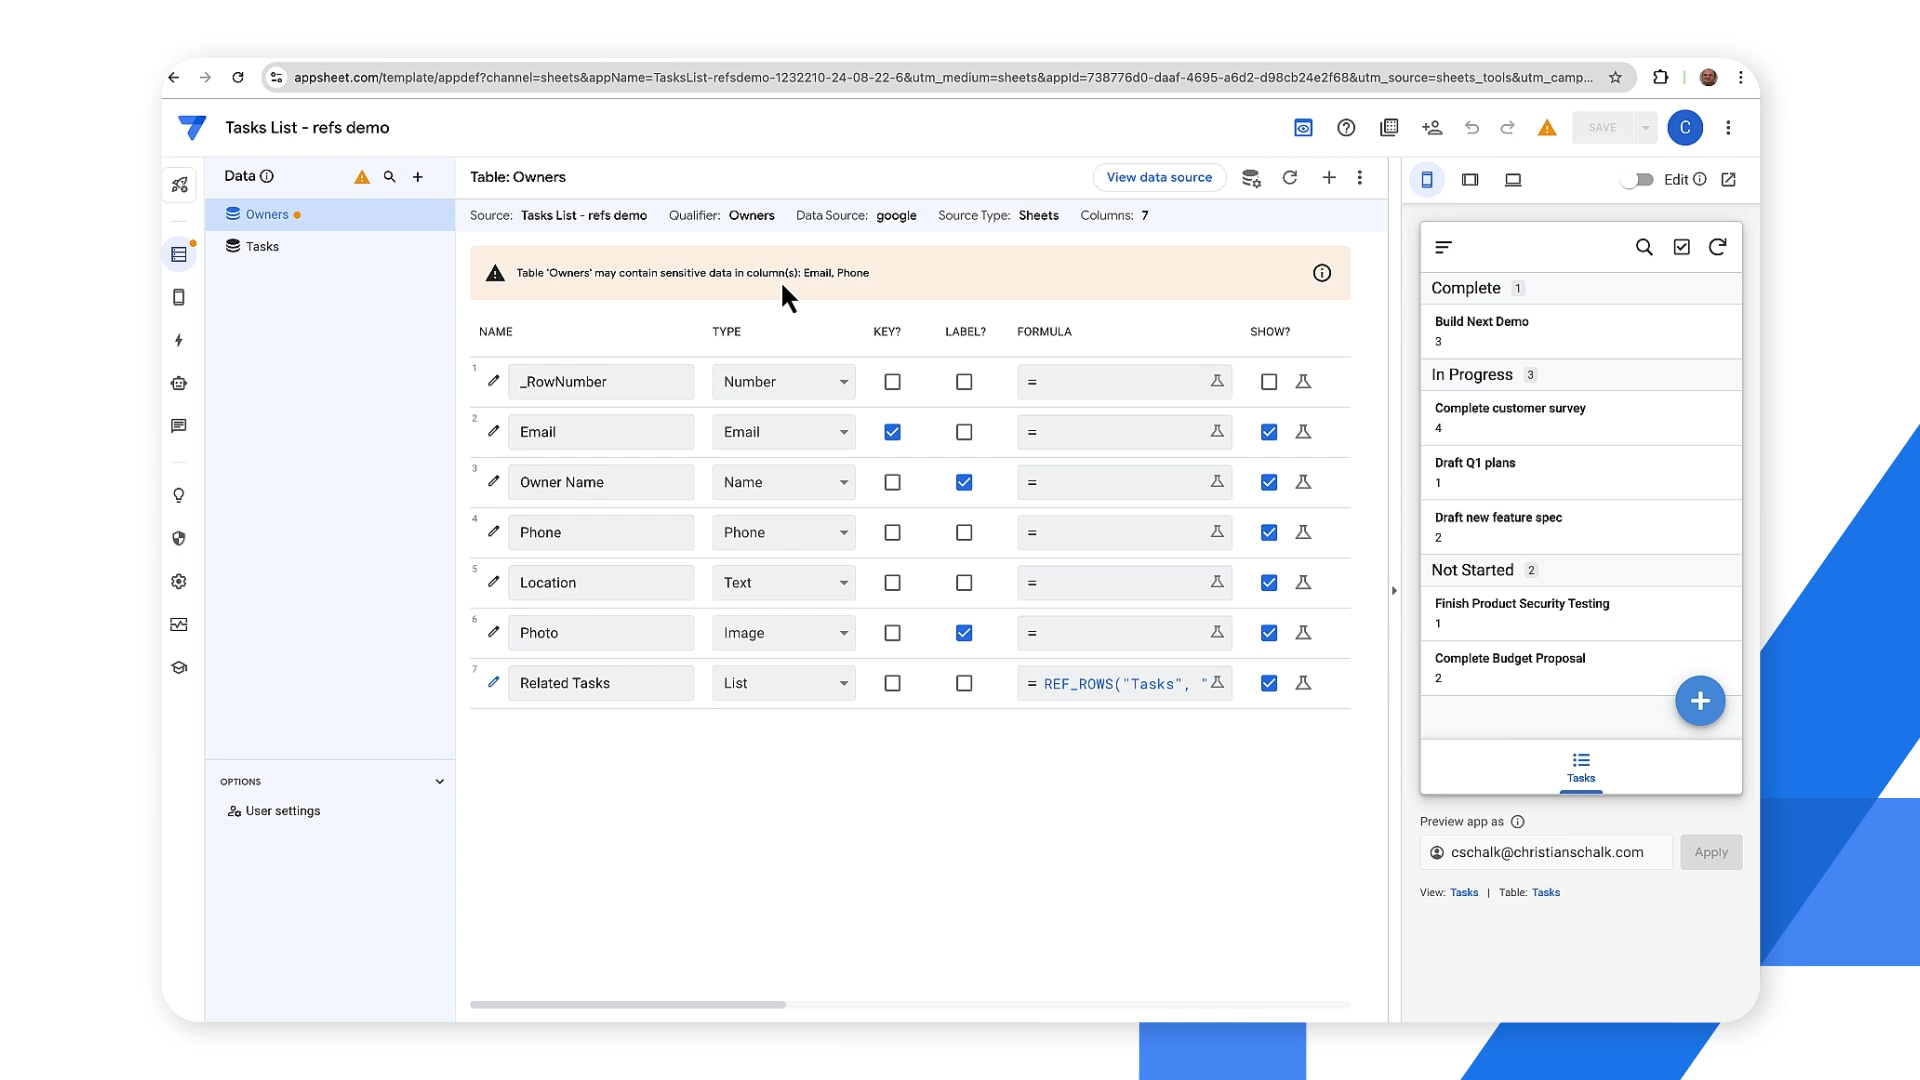 appsheet.com/template/appdef?channel=sheets&appName=TasksList-refsdemo-1232210-24-08-22-6&utm_medium=sheets&appId=738776d0-daaf-4695-a6d2-d98cb24e2f68&utm_source=sheets_tools&utm_camp...
Tasks List - refs demo
SAVE
C
Data
Owners
Tasks
OPTIONS
User settings
Table: Owners
View data source
Source: Tasks List - refs demo Qualifier: Owners Data Source: google Source Type: Sheets Columns: 7
Table 'Owners' may contain sensitive data in column(s): Email, Phone
NAME TYPE KEY? LABEL? FORMULA SHOW?
1 _RowNumber Number =
2 Email Email =
3 Owner Name Name =
4 Phone Phone =
5 Location Text =
6 Photo Image =
7 Related Tasks List = REF_ROWS("Tasks", "
Edit
Complete 1
Build Next Demo
3
In Progress 3
Complete customer survey
4
Draft Q1 plans
1
Draft new feature spec
2
Not Started 2
Finish Product Security Testing
1
Complete Budget Proposal
2
Tasks
Preview app as
cschalk@christianschalk.com
Apply
View: Tasks | Table: Tasks